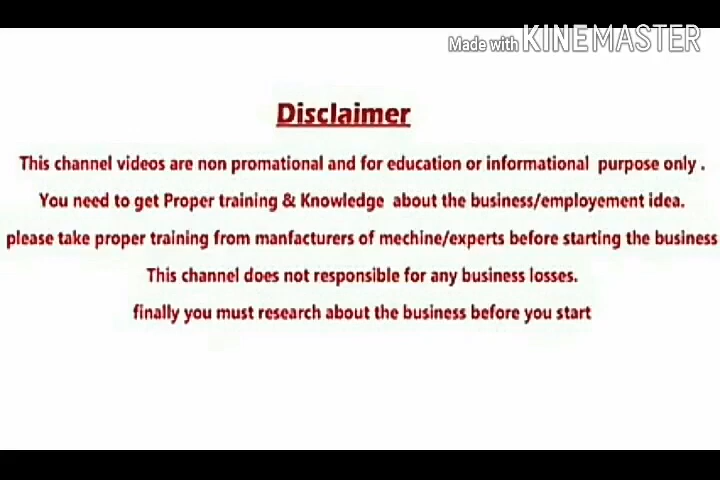 Made with KINEMASTER
Disclaimer
This channel videos are non promational and for education or informational purpose only .
You need to get Proper training & Knowledge about the business/employement idea.
please take proper training from manfacturers of mechine/experts before starting the business
This channel does not responsible for any business losses.
finally you must research about the business before you start